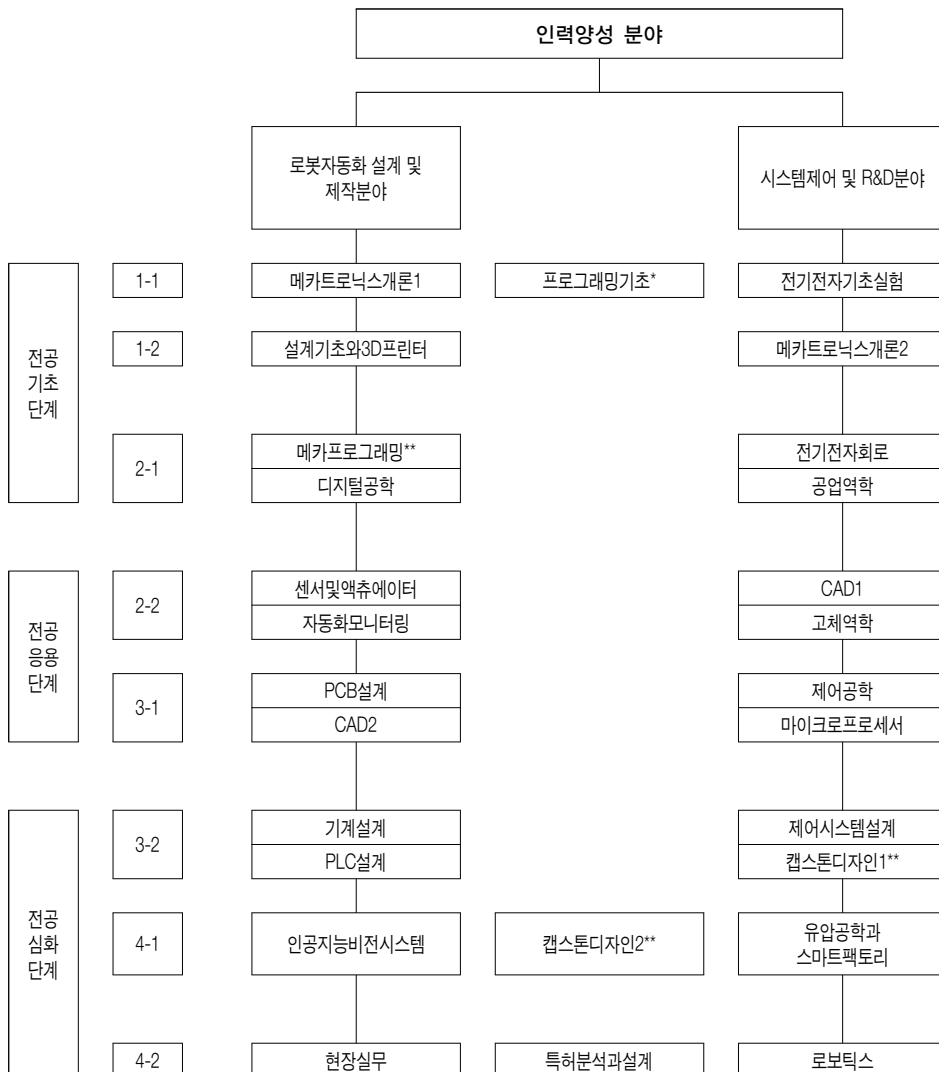 인력양성 분야
로봇자동화 설계 및
제작분야
시스템제어 및 R&D분야
전공
기초
단계
1-1
메카트로닉스개론1
프로그래밍기초*
전기전자기초실험
1-2
설계기초와3D프린터
메카트로닉스개론2
2-1
메카프로그래밍**
디지털공학
전기전자회로
공업역학
전공
응용
단계
2-2
센서및액츄에이터
자동화모니터링
CAD1
고체역학
3-1
PCB설계
CAD2
제어공학
마이크로프로세서
전공
심화
단계
3-2
기계설계
PLC설계
제어시스템설계
캡스톤디자인1**
4-1
인공지능비전시스템
캡스톤디자인2**
유압공학과
스마트팩토리
4-2
현장실무
특허분석과설계
로보틱스